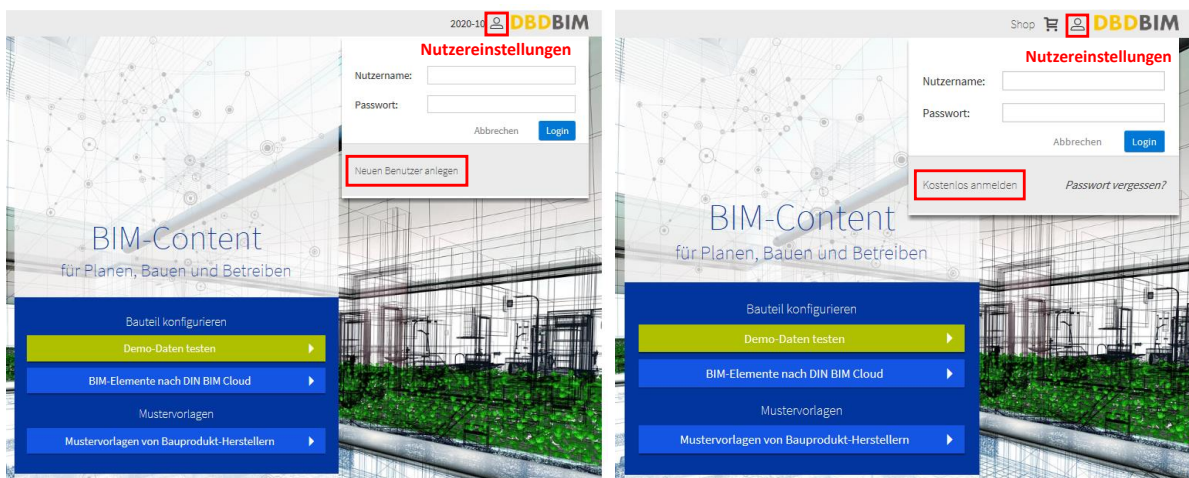 2020-10 DBDBIM
Nutzereinstellungen
Nutzername:
Passwort:
Abbrechen Login
Neuen Benutzer anlegen
BIM-Content
für Planen, Bauen und Betreiben
Bauteil konfigurieren
Demo-Daten testen
BIM-Elemente nach DIN BIM Cloud
Mustervorlagen
Mustervorlagen von Bauprodukt-Herstellern
Shop DBDBIM
Nutzereinstellungen
Nutzername:
Passwort:
Abbrechen Login
Kostenlos anmelden Passwort vergessen?
BIM-Content
für Planen, Bauen und Betreiben
Bauteil konfigurieren
Demo-Daten testen
BIM-Elemente nach DIN BIM Cloud
Mustervorlagen
Mustervorlagen von Bauprodukt-Herstellern